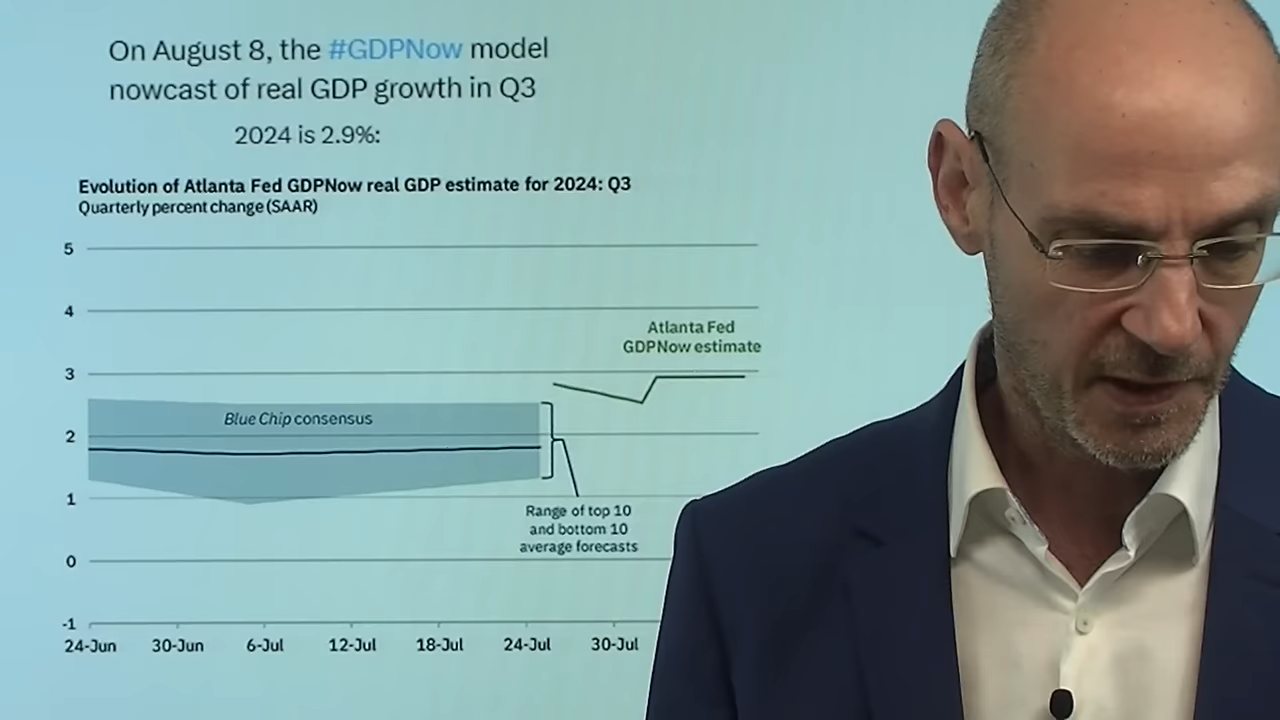 On August 8, the #GDPNow model
nowcast of real GDP growth in Q3
2024 is 2.9%:
Evolution of Atlanta Fed GDPNow real GDP estimate for 2024: Q3
Quarterly percent change (SAAR)
5
4
Atlanta Fed
GDPNow estimate
3
Blue Chip consensus
2
1
Range of top 10
and bottom 10
average forecasts
0
-1
24-Jun 30-Jun 6-Jul 12-Jul 18-Jul 24-Jul 30-Jul